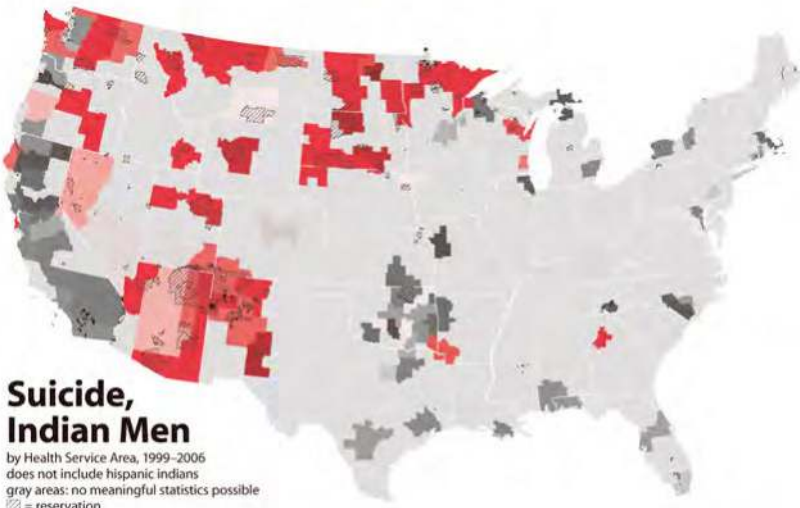 Suicide,
Indian Men
by Health Service Area, 1999–2006
does not include hispanic indians
gray areas: no meaningful statistics possible
= reservation